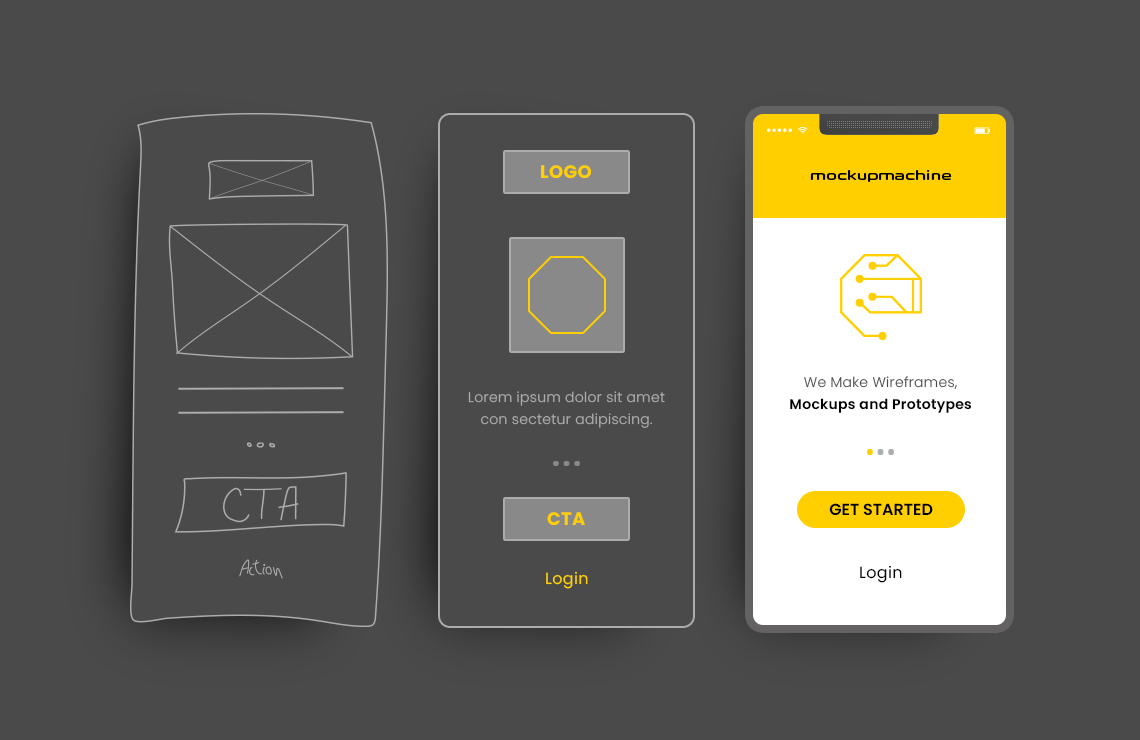 CTA
Action
LOGO
Lorem ipsum dolor sit amet
con sectetur adipiscing.
CTA
Login
mockupmachine
We Make Wireframes,
Mockups and Prototypes
GET STARTED
Login